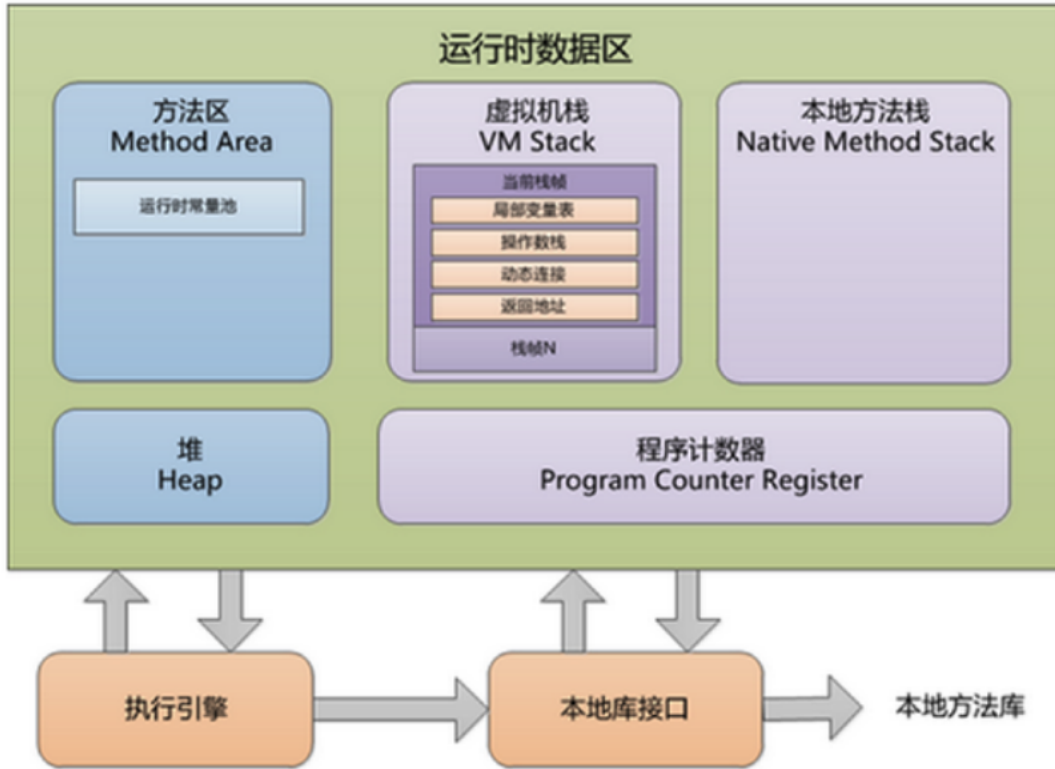 运行时数据区
方法区
Method Area
运行时常量池
虚拟机栈
VM Stack
当前栈帧
局部变量表
操作数栈
动态连接
返回地址
栈帧N
本地方法栈
Native Method Stack
堆
Heap
程序计数器
Program Counter Register
执行引擎
本地库接口
本地方法库